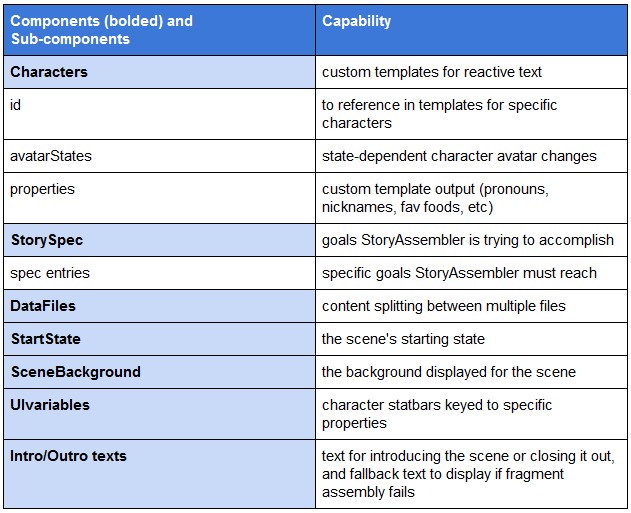 Components (bolded) and
Sub-components
Capability
Characters
custom templates for reactive text
id
to reference in templates for specific
characters
avatarStates
state-dependent character avatar changes
properties
custom template output (pronouns,
nicknames, fav foods, etc)
StorySpec
goals StoryAssembler is trying to accomplish
spec entries
specific goals StoryAssembler must reach
DataFiles
content splitting between multiple files
StartState
the scene's starting state
SceneBackground
the background displayed for the scene
UIvariables
character statbars keyed to specific
properties
Intro/Outro texts
text for introducing the scene or closing it out,
and fallback text to display if fragment
assembly fails